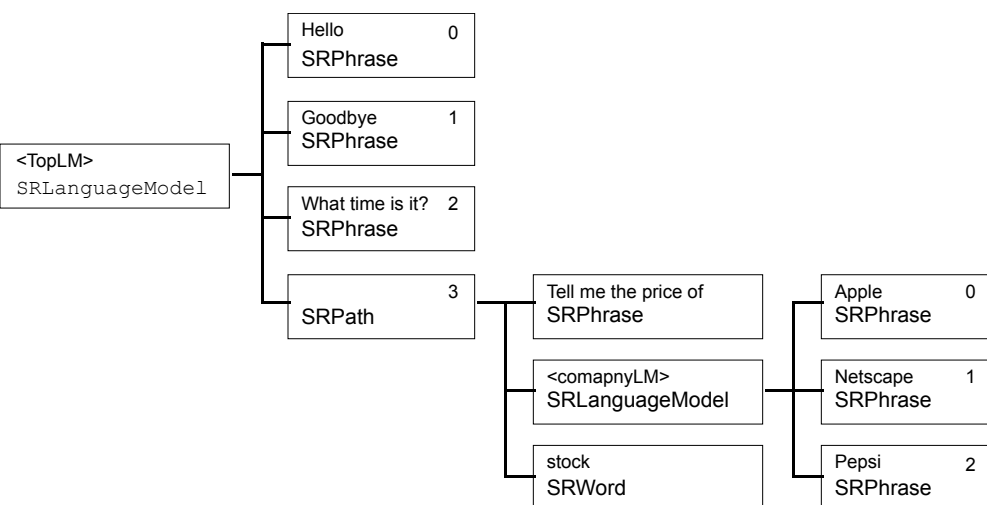 Hello 0
SRPhrase
Goodbye 1
SRPhrase
<TopLM>
SRLanguageModel
What time is it? 2
SRPhrase
3
SRPath
Tell me the price of
SRPhrase
Apple 0
SRPhrase
<comapnyLM>
SRLanguageModel
Netscape 1
SRPhrase
stock
SRWord
Pepsi 2
SRPhrase